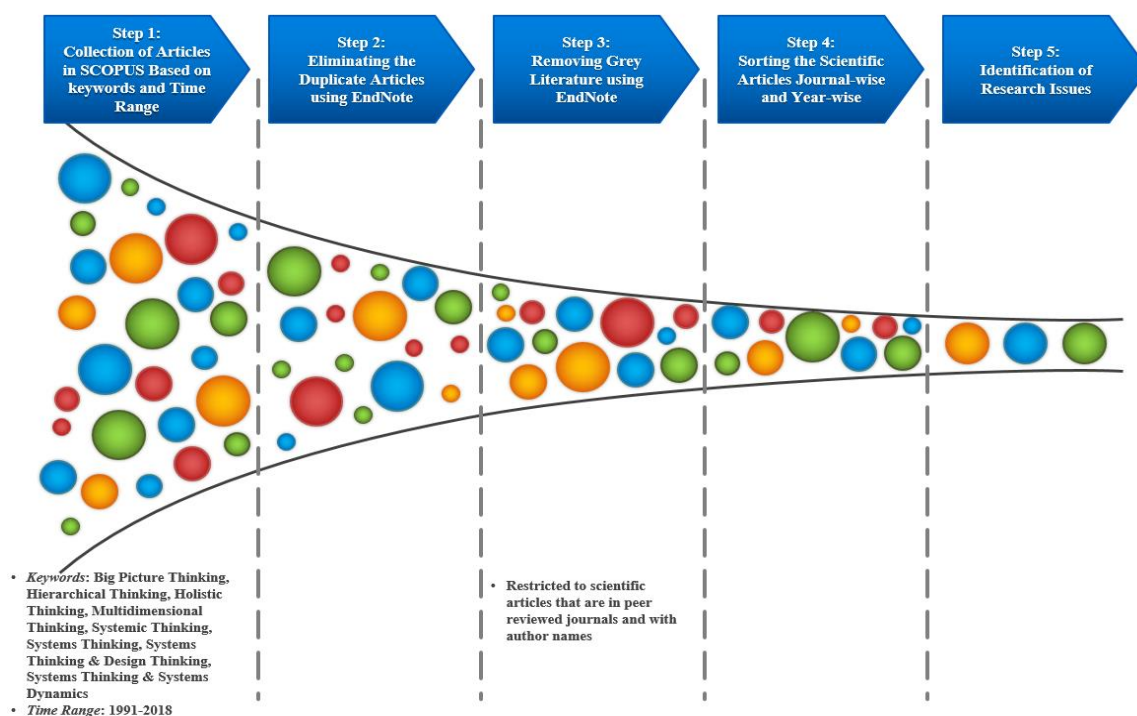 Step 1:
Collection of Articles
in SCOPUS Based on
keywords and Time
Range
Step 2:
Eliminating the
Duplicate Articles
using EndNote
Step 3:
Removing Grey
Literature using
EndNote
Step 4:
Sorting the Scientific
Articles Journal-wise
and Year-wise
Step 5:
Identification of
Research Issues
• Keywords: Big Picture Thinking,
Hierarchical Thinking, Holistic
Thinking, Multidimensional
Thinking, Systemic Thinking,
Systems Thinking, Systems
Thinking & Design Thinking,
Systems Thinking & Systems
Dynamics
• Time Range: 1991-2018
• Restricted to scientific
articles that are in peer
reviewed journals and with
author names